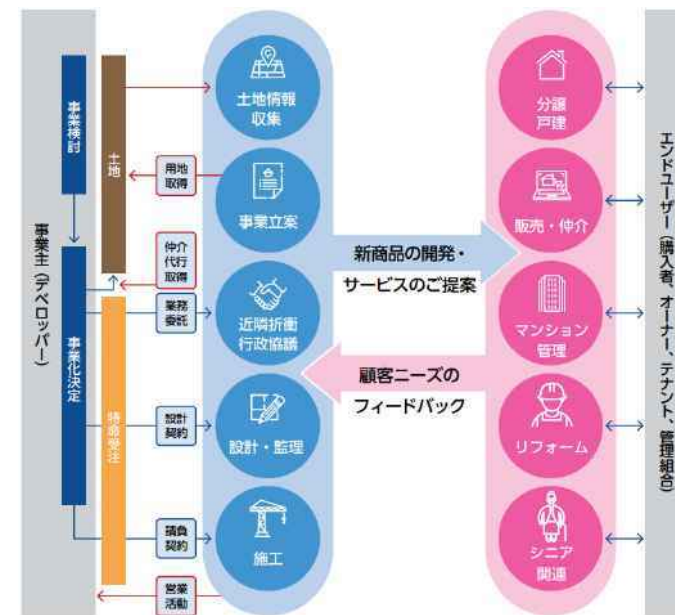 事業主（デベロッパー）
事業検討
事業化決定
土地
特命受注
用地
取得
仲介
代行
取得
業務
委託
設計
契約
請負
契約
営業
活動
土地情報
収集
事業立案
近隣折衝
行政協議
設計・監理
施工
新商品の開発・
サービスのご提案
顧客ニーズの
フィードバック
分譲
戸建
販売・仲介
マンション
管理
リフォーム
シニア
関連
エンドユーザー（購入者、オーナー、テナント、管理組合）